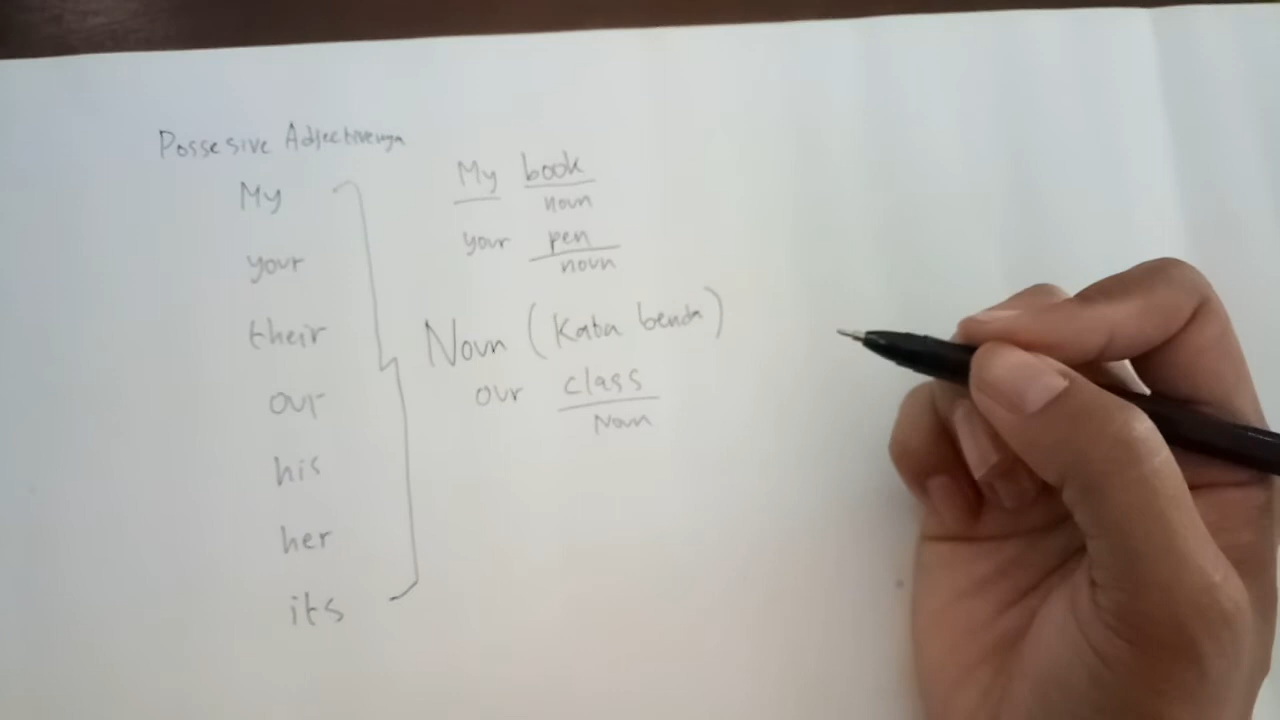 Possesive Adjectivenya
My
your
their
our
his
her
its
My book
noun
your pen
noun
Noun (Kata benda)
our class
Noun